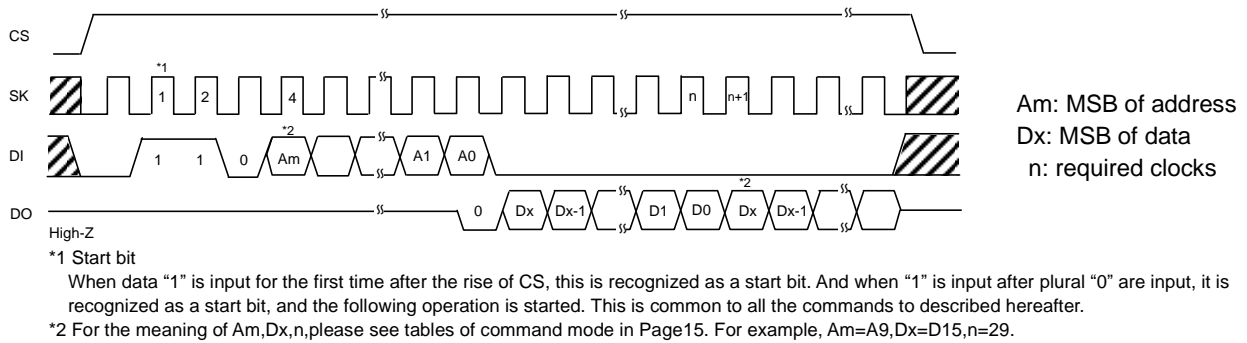 CS
*1
SK 1 2 4 n n+1
*2
DI 1 1 0 Am A1 A0
*2
DO 0 Dx Dx-1 D1 D0 Dx Dx-1
High-Z
Am: MSB of address
Dx: MSB of data
n: required clocks
*1 Start bit
When data “1” is input for the first time after the rise of CS, this is recognized as a start bit. And when “1” is input after plural “0” are input, it is
recognized as a start bit, and the following operation is started. This is common to all the commands to described hereafter.
*2 For the meaning of Am,Dx,n,please see tables of command mode in Page15. For example, Am=A9,Dx=D15,n=29.